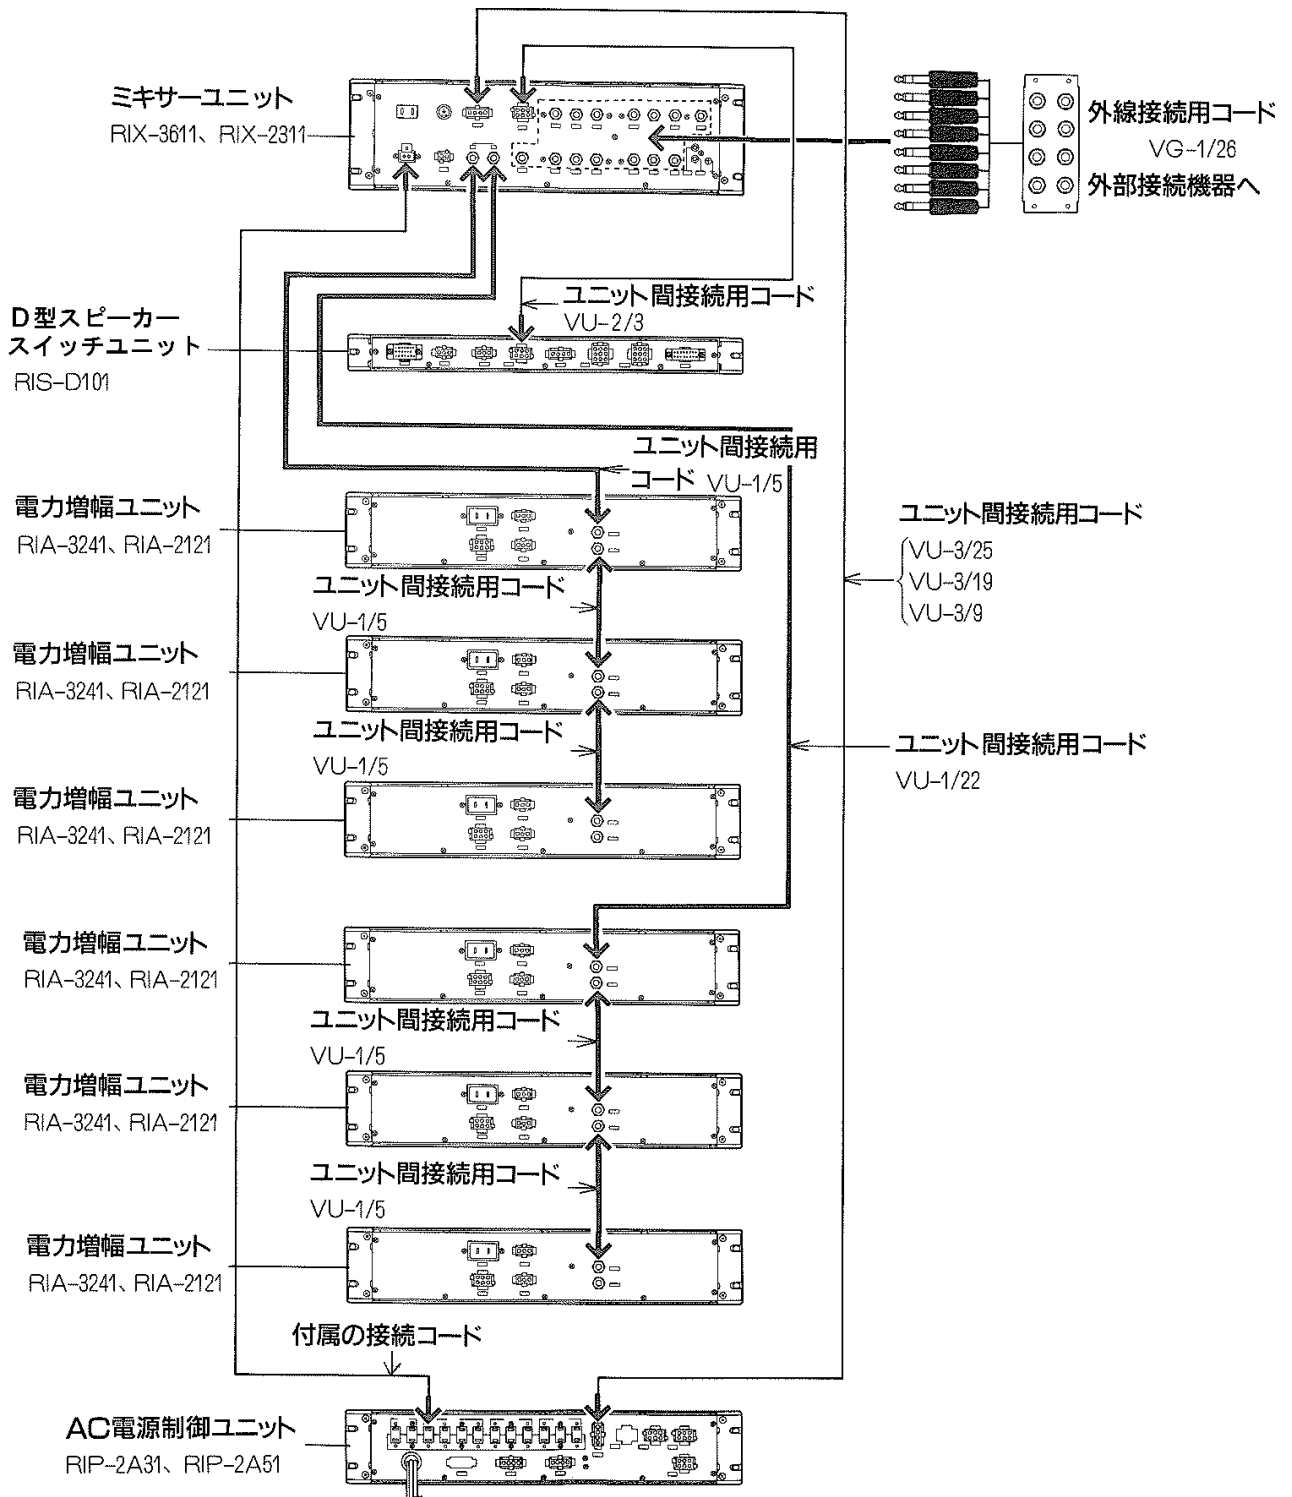 ミキサーユニット
RIX-3611、RIX-2311
外線接続用コード
VG-1/26
外部接続機器へ
ユニット間接続用コード
VU-2/3
D型スピーカー
スイッチユニット
RIS-D101
ユニット間接続用
コード VU-1/5
電力増幅ユニット
RIA-3241、RIA-2121
ユニット間接続用コード
VU-3/25
VU-3/19
VU-3/9
ユニット間接続用コード
VU-1/5
電力増幅ユニット
RIA-3241、RIA-2121
ユニット間接続用コード
VU-1/5
ユニット間接続用コード
VU-1/22
電力増幅ユニット
RIA-3241、RIA-2121
電力増幅ユニット
RIA-3241、RIA-2121
ユニット間接続用コード
VU-1/5
電力増幅ユニット
RIA-3241、RIA-2121
ユニット間接続用コード
VU-1/5
電力増幅ユニット
RIA-3241、RIA-2121
付属の接続コード
AC電源制御ユニット
RIP-2A31、RIP-2A51